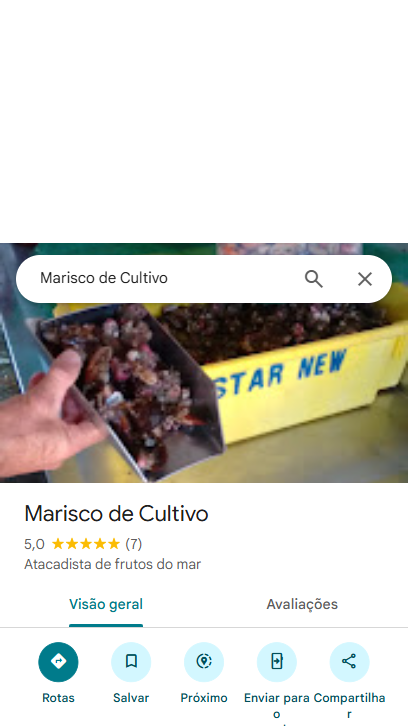 Marisco de Cultivo
STAR NEW
Marisco de Cultivo
5,0 (7)
Atacadista de frutos do mar
Visão geral
Avaliações
Rotas
Salvar
Próximo
Enviar para o
Compartilhar